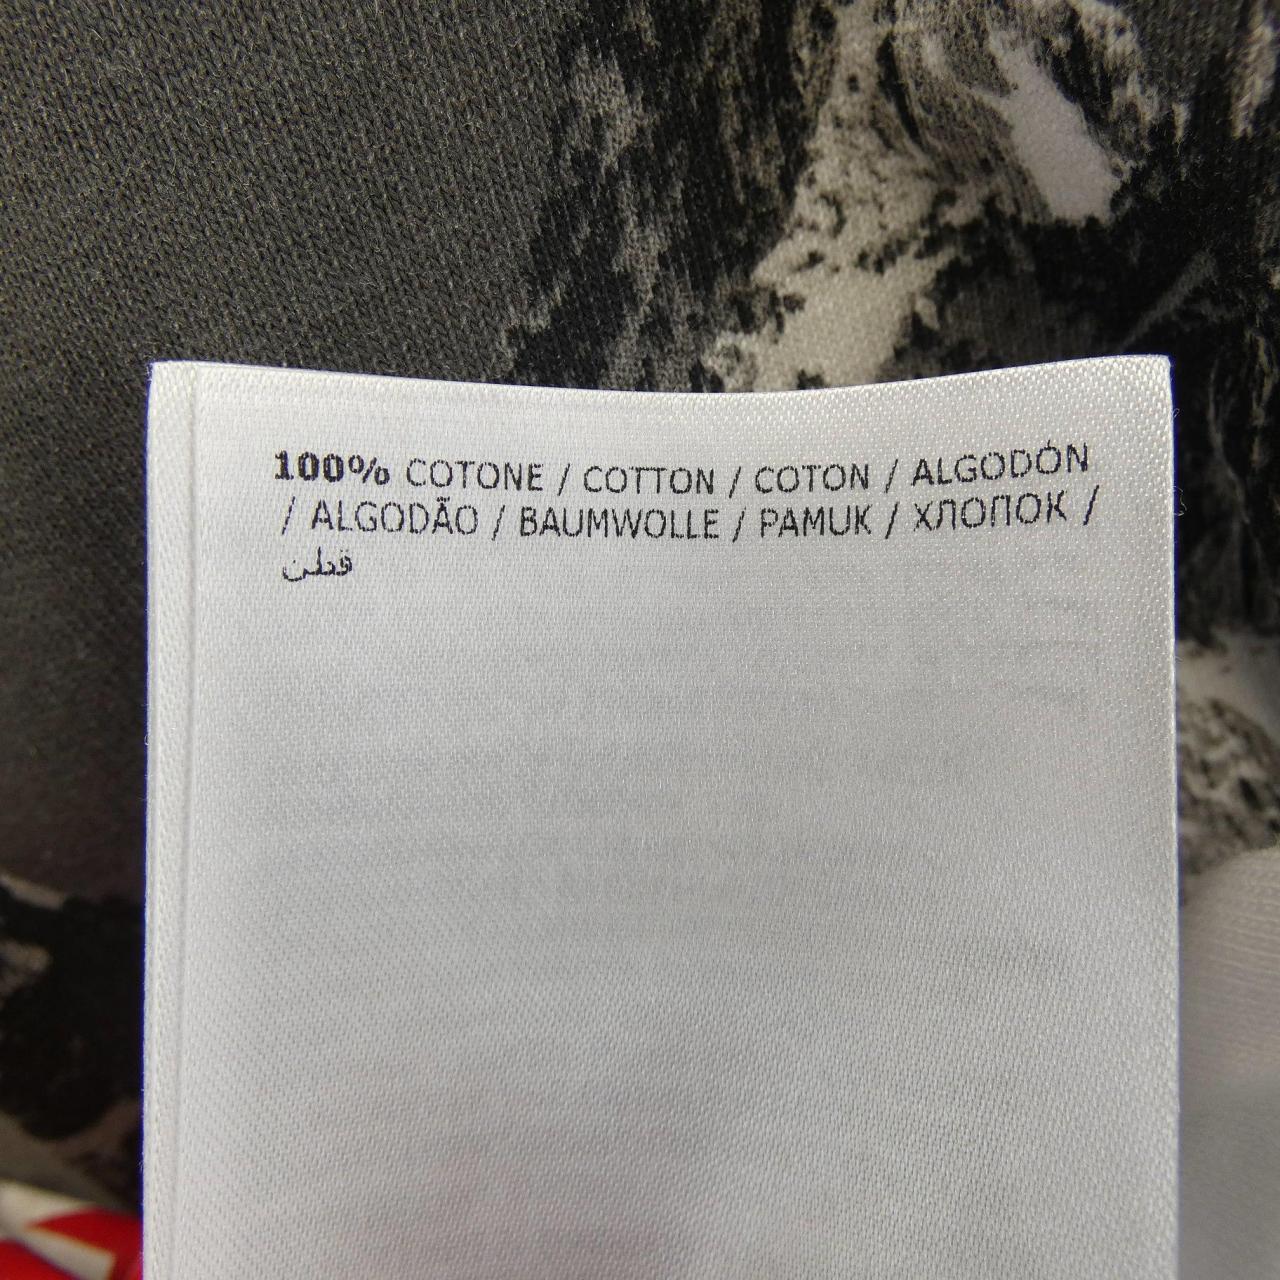 100% COTONE / COTTON / COTON / ALGODÓN
/ ALGODÃO / BAUMWOLLE / PAMUK / ХЛОПОК /
قطن